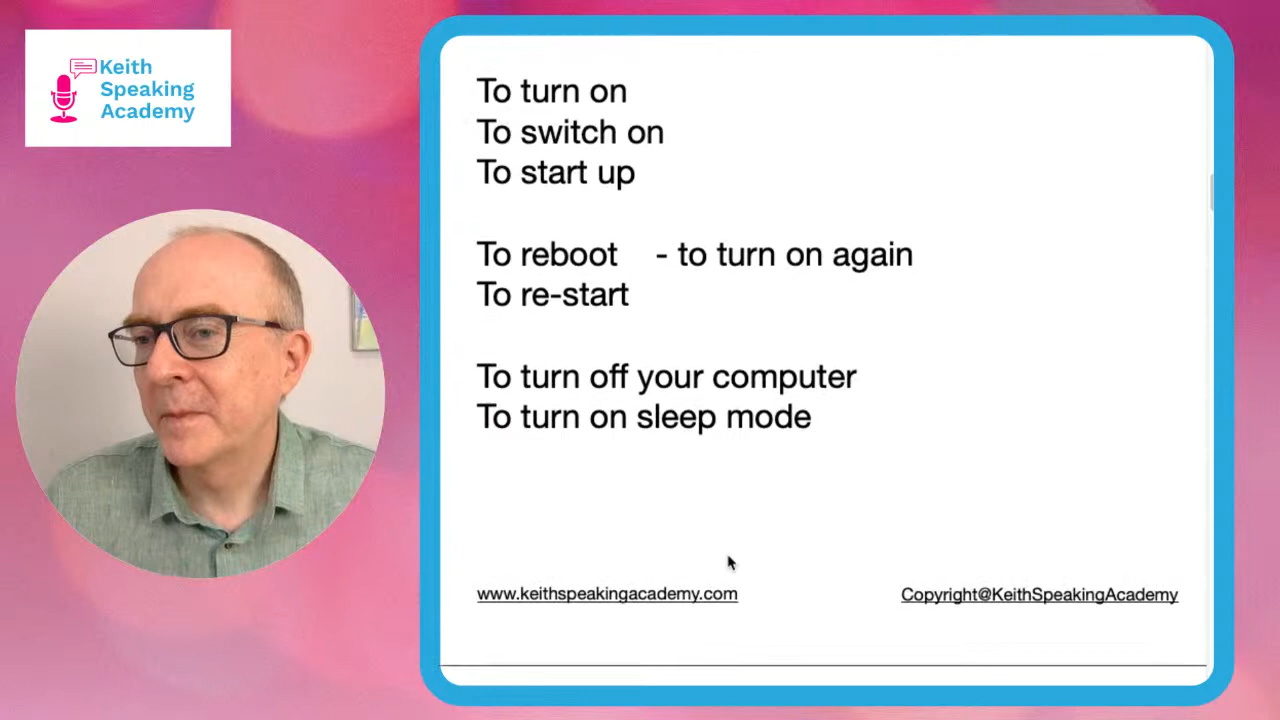 Keith
Speaking
Academy
To turn on
To switch on
To start up
To reboot - to turn on again
To re-start
To turn off your computer
To turn on sleep mode
www.keithspeakingacademy.com
Copyright@KeithSpeakingAcademy